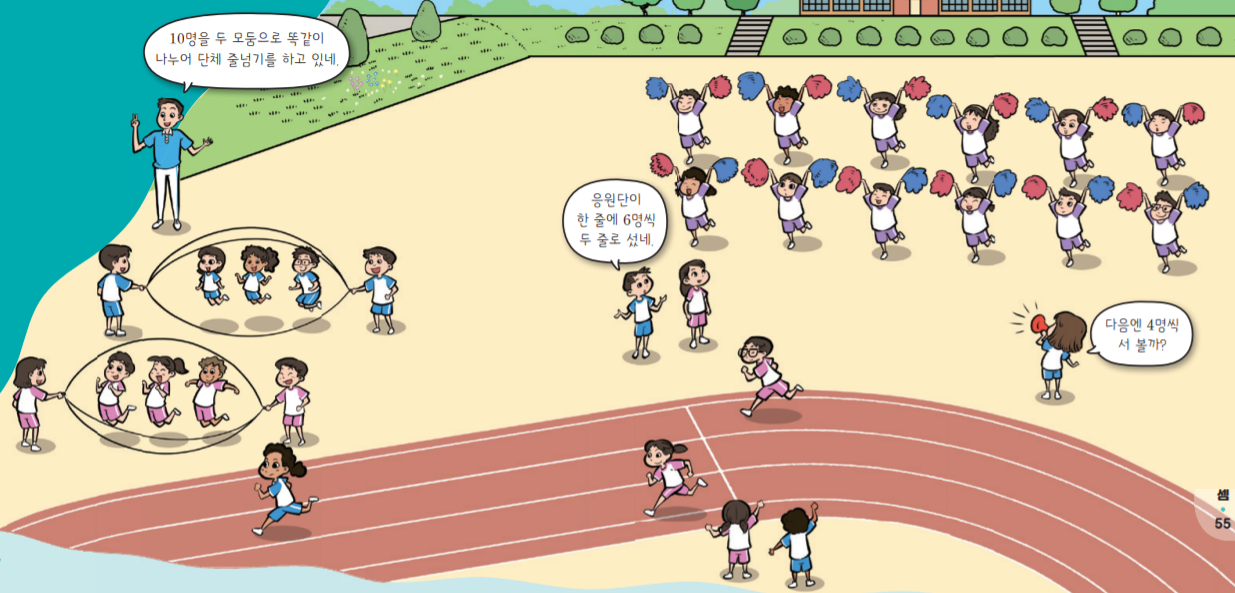 10명을 두 모둠으로 똑같이
나누어 단체 줄넘기를 하고 있네.
응원단이
한 줄에 6명씩
두 줄로 섰네.
다음엔 4명씩
서 볼까?
셈
55